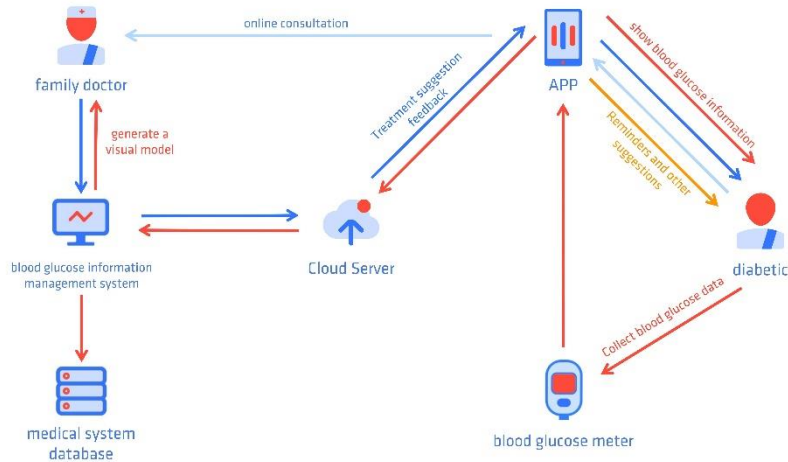 online consultation
family doctor
APP
show blood glucose information
Treatment suggestion
feedback
generate a
visual model
Reminders and other
suggestions
blood glucose information
management system
Cloud Server
diabetic
Collect blood glucose data
medical system
database
blood glucose meter